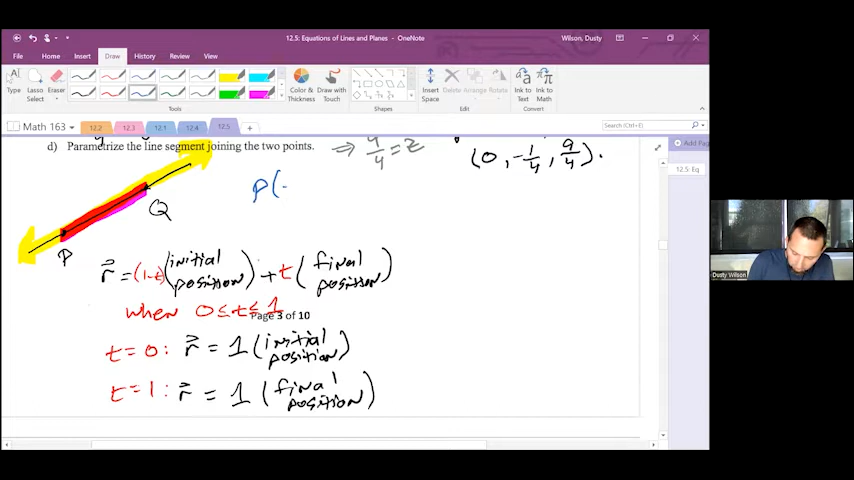 12.5: Equations of Lines and Planes - OneNote
Wilson, Dusty
File Home Insert Draw History Review View
Type
Lasso Select
Eraser
Pan
Color & Thickness
Insert Space
Delete
Arrange
Rotate
Ink to Text
Ink to Math
Tools
Shapes
Edit
Convert
Math 163
12.2 12.3 12.1 12.4 12.5 +
Search (Ctrl+E)
Add Page
12.5: Eq
d) Parametrize the line segment joining the two points.
⇒ 9/4 = z
(0, -1/4, 9/4).
P(-
Q
P
r⃗ = (1-t)(initial position) + t(final position)
when 0 ≤ t ≤ 1
Page 3 of 10
t = 0: r⃗ = 1(initial position)
t = 1: r⃗ = 1(final position)
Dusty Wilson